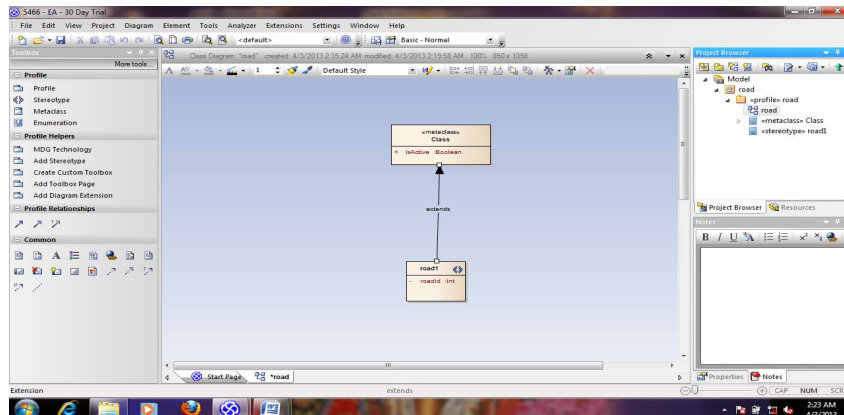 5466 - EA - 30 Day Trial
File Edit View Project Diagram Element Tools Analyzer Extensions Settings Window Help
<default> Basic - Normal
Toolbox
More tools...
Profile
Profile
Stereotype
Metaclass
Enumeration
Profile Helpers
MDG Technology
Add Stereotype
Create Custom Toolbox
Add Toolbox Page
Add Diagram Extension
Profile Relationships
Common
Class Diagram: "road" created: 4/3/2013 2:15:24 AM modified: 4/3/2013 2:19:58 AM 100% 850 x 1098
A 1 Default Style
«metaclass»
Class
+ isActive :Boolean
extends
road1
- roadId :int
Start Page *road
Project Browser
Model
road
«profile» road
road
«metaclass» Class
«stereotype» road1
Project Browser Resources
Notes
B I U A
Properties Notes
Extension extends CAP NUM SCR
2:23 AM
4/3/2013